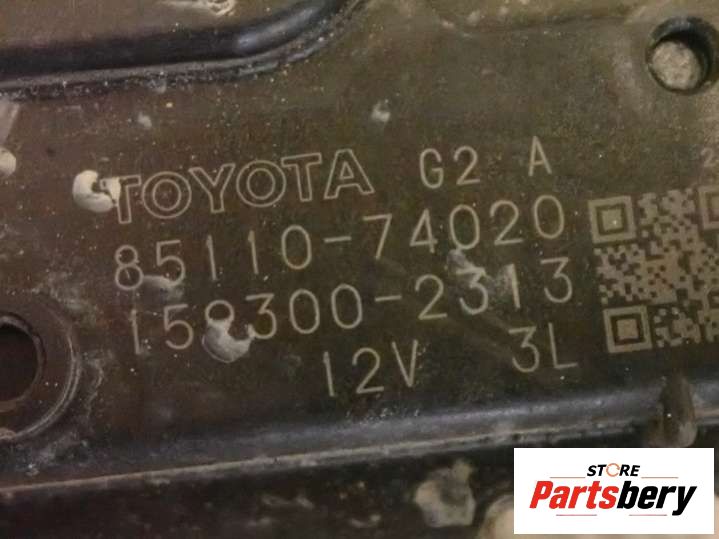 TOYOTA G2 A
85110-74020
159300-2313
12V 3L
STORE
Partsbery